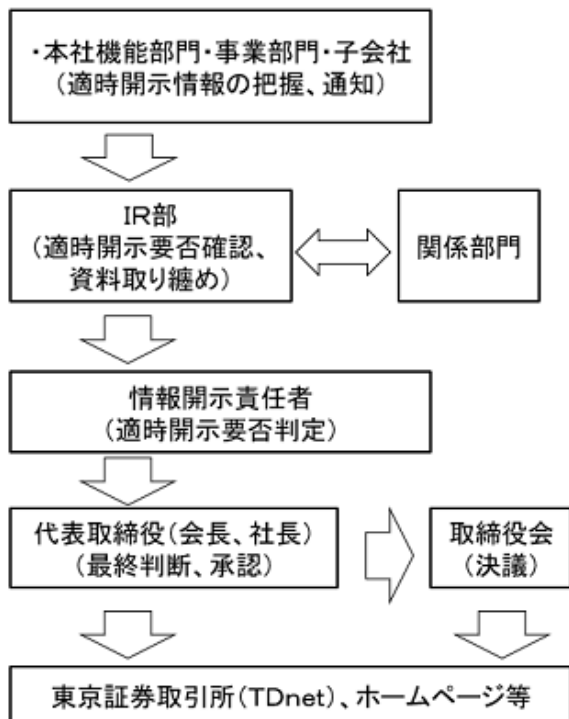 ・本社機能部門・事業部門・子会社
(適時開示情報の把握、通知)
IR部
(適時開示要否確認、
資料取り纏め)
関係部門
情報開示責任者
(適時開示要否判定)
代表取締役(会長、社長)
(最終判断、承認)
取締役会
(決議)
東京証券取引所(TDnet)、ホームページ等